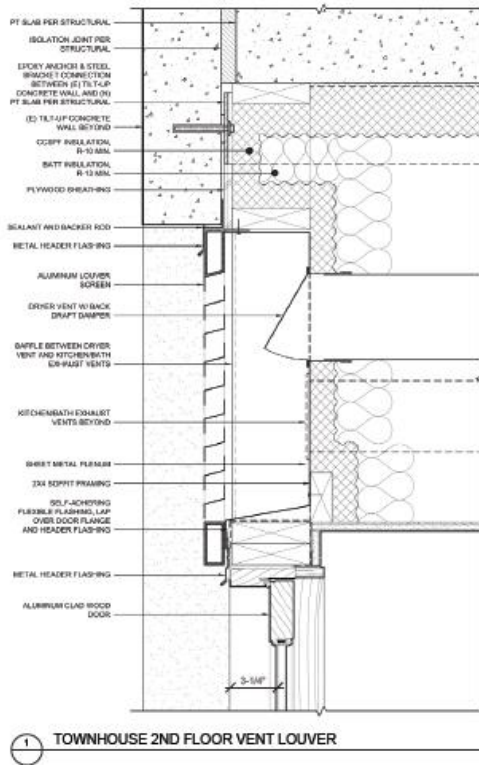 PT SLAB PER STRUCTURAL
ISOLATION JOINT PER
STRUCTURAL
EPOXY ANCHOR & STEEL
BRACKET CONNECTION
BETWEEN (E) TILT-UP
CONCRETE WALL AND (N)
PT SLAB PER STRUCTURAL
(E) TILT-UP CONCRETE
WALL BEYOND
CCSPF INSULATION,
R-10 MIN.
BATT INSULATION,
R-13 MIN.
PLYWOOD SHEATHING
SEALANT AND BACKER ROD
METAL HEADER FLASHING
ALUMINUM LOUVER
SCREEN
DRYER VENT W/ BACK
DRAFT DAMPER
BAFFLE BETWEEN DRYER
VENT AND KITCHEN/BATH
EXHAUST VENTS
KITCHEN/BATH EXHAUST
VENTS BEYOND
SHEET METAL PLENUM
2X4 SOFFIT FRAMING
SELF-ADHERING
FLEXIBLE FLASHING, LAP
OVER DOOR FLANGE
AND HEADER FLASHING
METAL HEADER FLASHING
ALUMINUM CLAD WOOD
DOOR
3-1/4"
1 TOWNHOUSE 2ND FLOOR VENT LOUVER